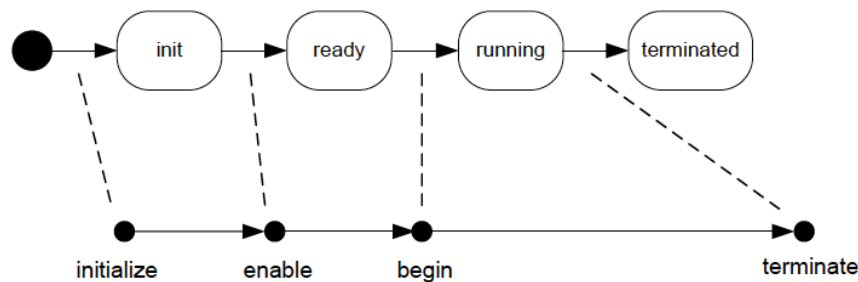 init ready running terminated
initialize enable begin terminate